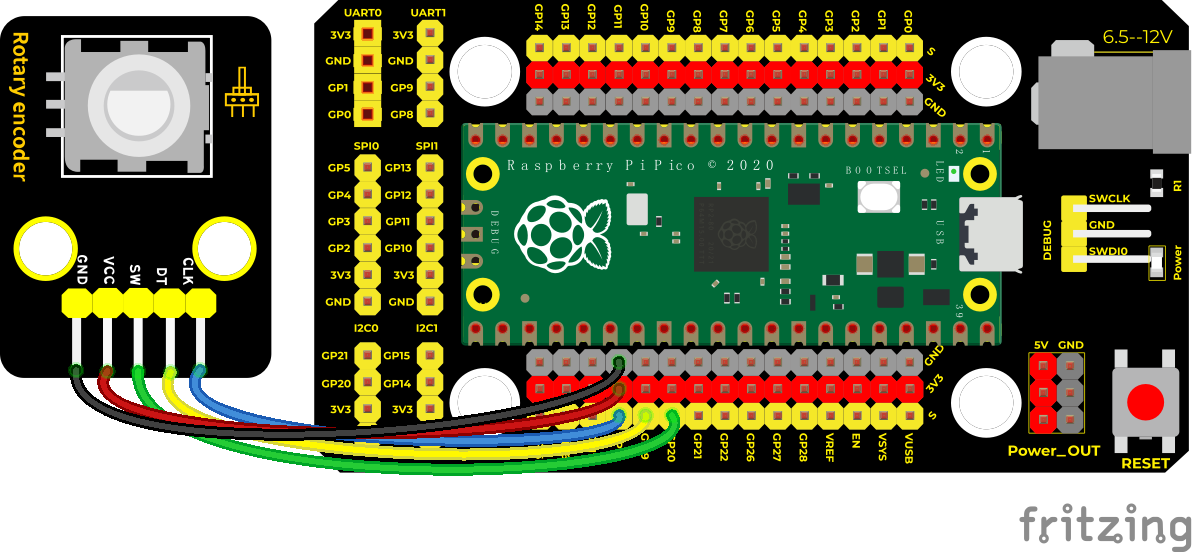 Rotary encoder
GND
VCC
SW
DT
CLK
UART0
3V3
GND
GP1
GP0
UART1
3V3
GND
GP9
GP8
SPI0
GP5
GP4
GP3
GP2
3V3
GND
SPI1
GP13
GP12
GP11
GP10
3V3
GND
I2C0
GP21
GP20
3V3
I2C1
GP15
GP14
3V3
GP14
GP13
GP12
GP11
GP10
GP9
GP8
GP7
GP6
GP5
GP4
GP3
GP2
GP1
GP0
S
3V3
GND
Raspberry Pi Pico © 2020
BOOTSEL
LED
USB
DEBUG
2
1
39
GND
3V3
S
GP20
GP21
GP22
GP26
GP27
GP28
VREF
EN
VSYS
VUSB
6.5--12V
R1
DEBUG
SWCLK
GND
SWDI0
Power
5V
GND
Power_OUT
RESET
fritzing